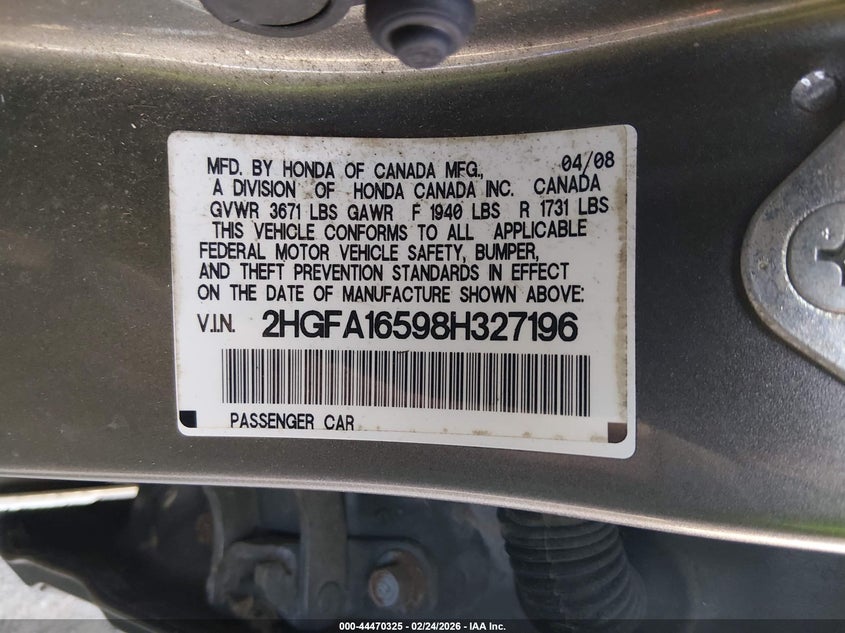 MFD. BY HONDA OF CANADA MFG., 04/08
A DIVISION OF HONDA CANADA INC. CANADA
GVWR 3671 LBS GAWR F 1940 LBS R 1731 LBS
THIS VEHICLE CONFORMS TO ALL APPLICABLE
FEDERAL MOTOR VEHICLE SAFETY, BUMPER,
AND THEFT PREVENTION STANDARDS IN EFFECT
ON THE DATE OF MANUFACTURE SHOWN ABOVE:
V.I.N. 2HGFA16598H327196
PASSENGER CAR
000-44470325 - 02/24/2026 - IAA Inc.